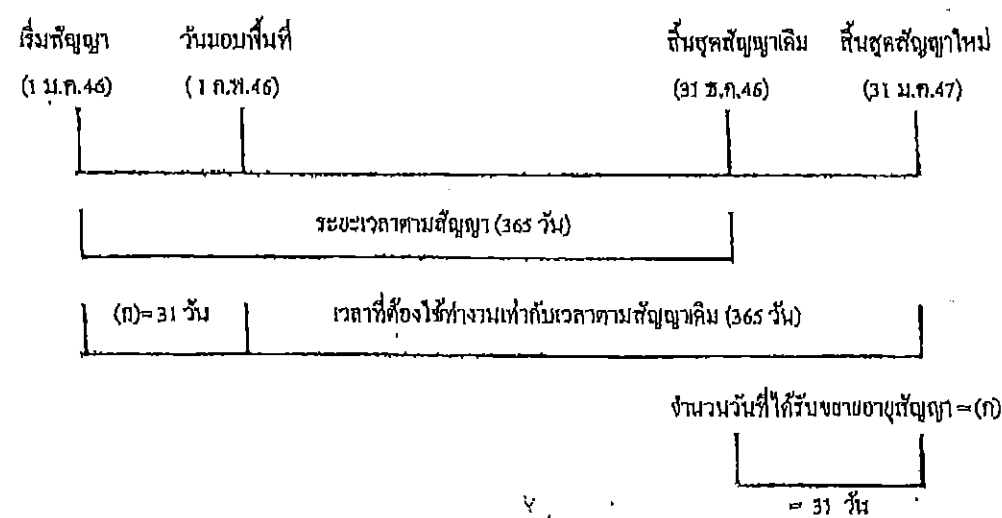 เริ่มสัญญา วันมอบพื้นที่ สิ้นสุดสัญญาเดิม สิ้นสุดสัญญาใหม่
(1 ม.ค.46) (1 ก.พ.46) (31 ธ.ค.46) (31 ม.ค.47)
ระยะเวลาตามสัญญา (365 วัน)
(ก)= 31 วัน เวลาที่ต้องใช้ทำงานเท่ากับเวลาตามสัญญาเดิม (365 วัน)
จำนวนวันที่ได้รับขยายอายุสัญญา = (ก)
= 31 วัน